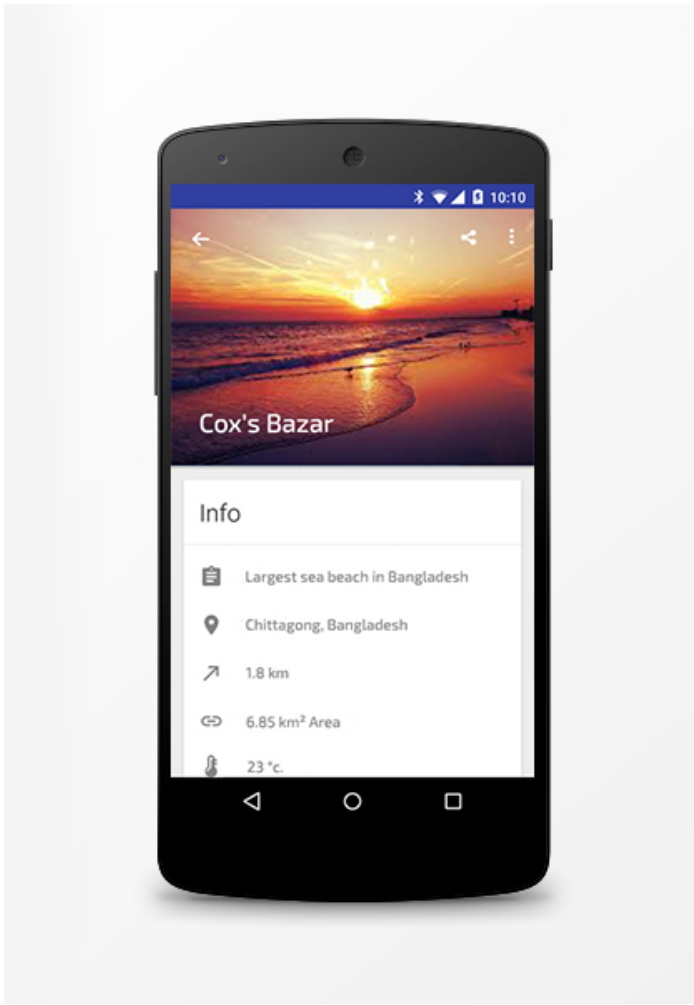 10:10
Cox's Bazar
Info
Largest sea beach in Bangladesh
Chittagong, Bangladesh
1.8 km
6.85 km² Area
23 °c.